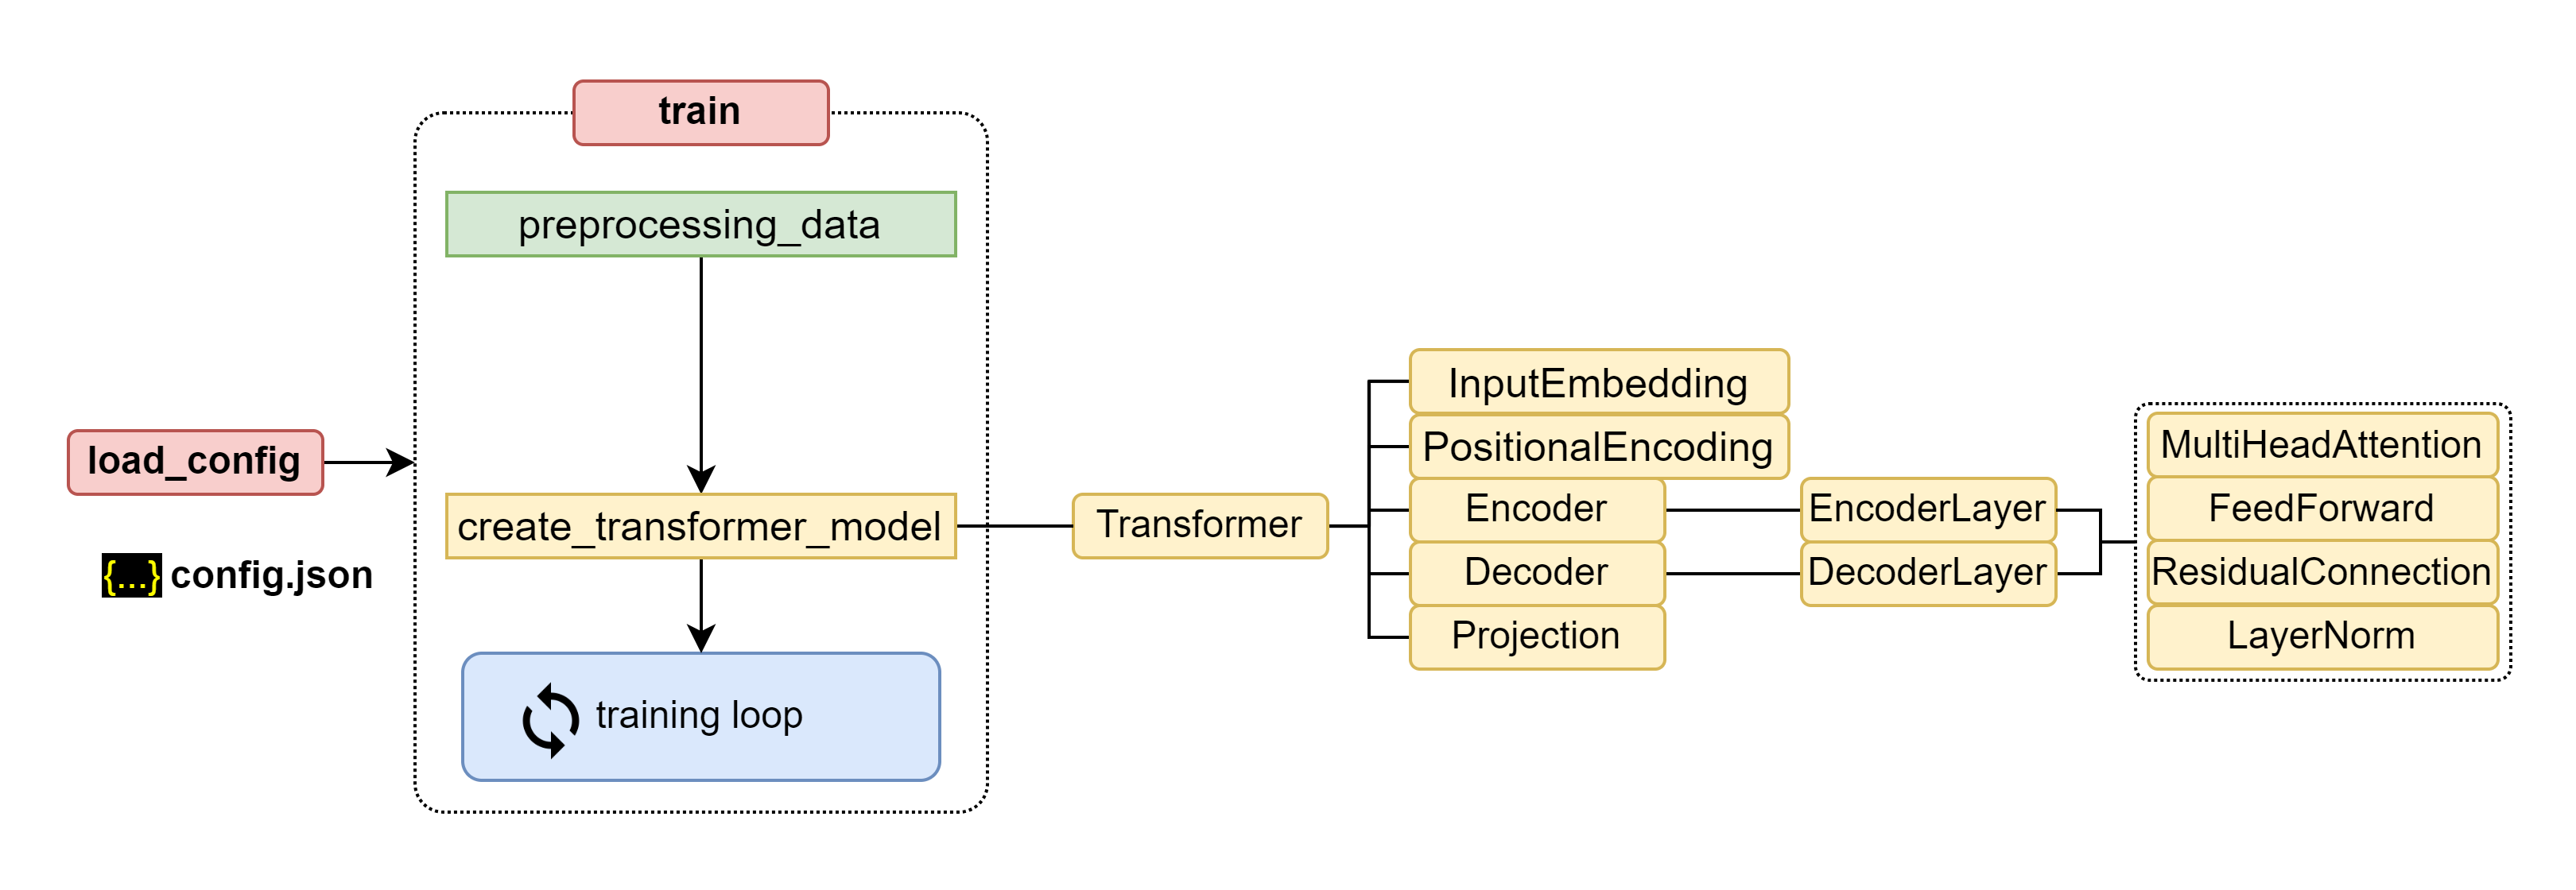 train
preprocessing_data
load_config
{...} config.json
create_transformer_model
training loop
Transformer
InputEmbedding
PositionalEncoding
Encoder
Decoder
Projection
EncoderLayer
DecoderLayer
MultiHeadAttention
FeedForward
ResidualConnection
LayerNorm